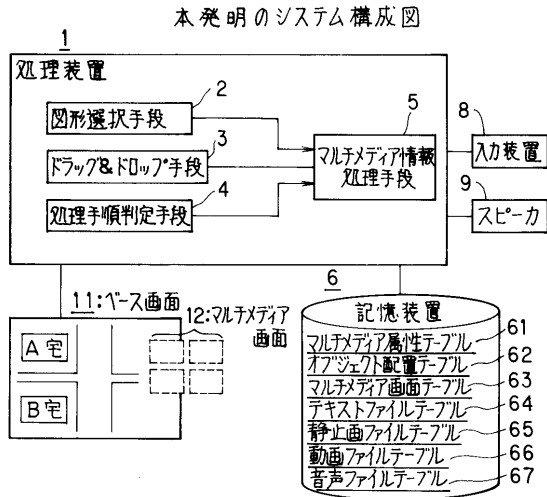 本発明のシステム構成図
1
処理装置
2
図形選択手段
3
ドラッグ&ドロップ手段
4
処理手順判定手段
5
マルチメディア情報
処理手段
8
入力装置
9
スピーカ
11:ベース画面
12:マルチメディア
画面
A宅
B宅
6
記憶装置
マルチメディア属性テーブル 61
オブジェクト配置テーブル 62
マルチメディア画面テーブル 63
テキストファイルテーブル 64
静止画ファイルテーブル 65
動画ファイルテーブル 66
音声ファイルテーブル 67